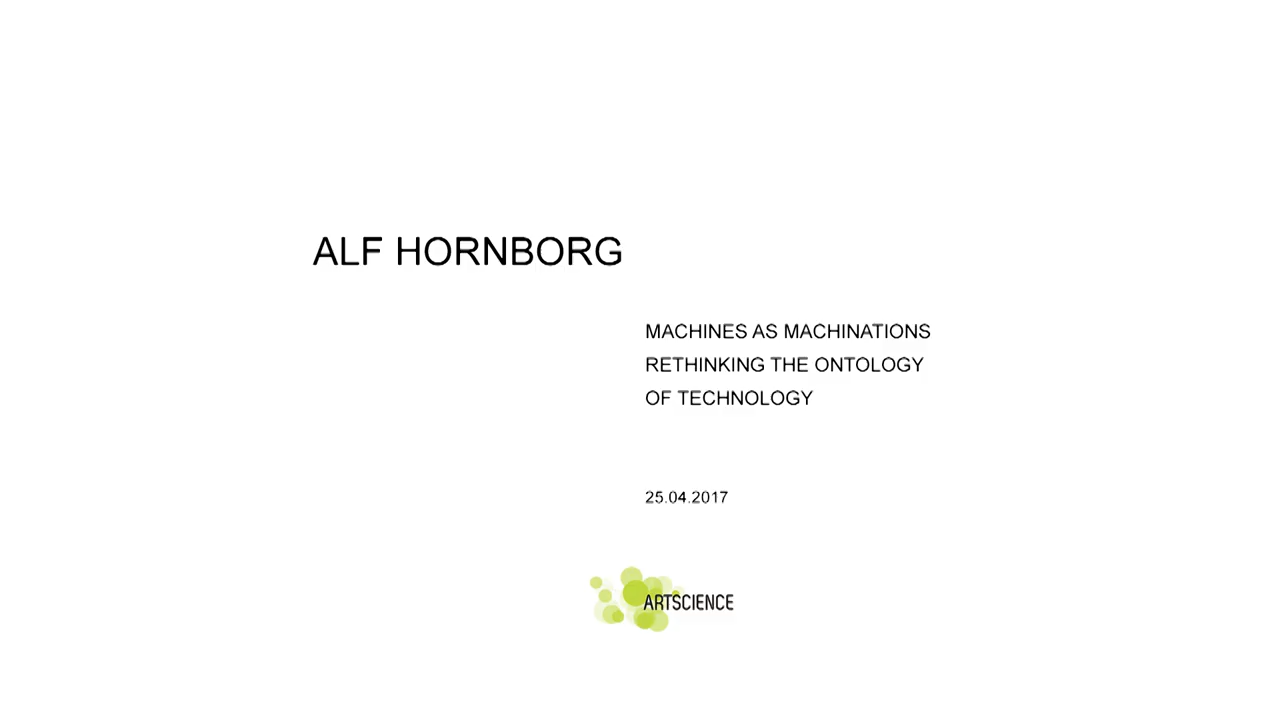 ALF HORNBORG
MACHINES AS MACHINATIONS
RETHINKING THE ONTOLOGY
OF TECHNOLOGY
25.04.2017
ARTSCIENCE